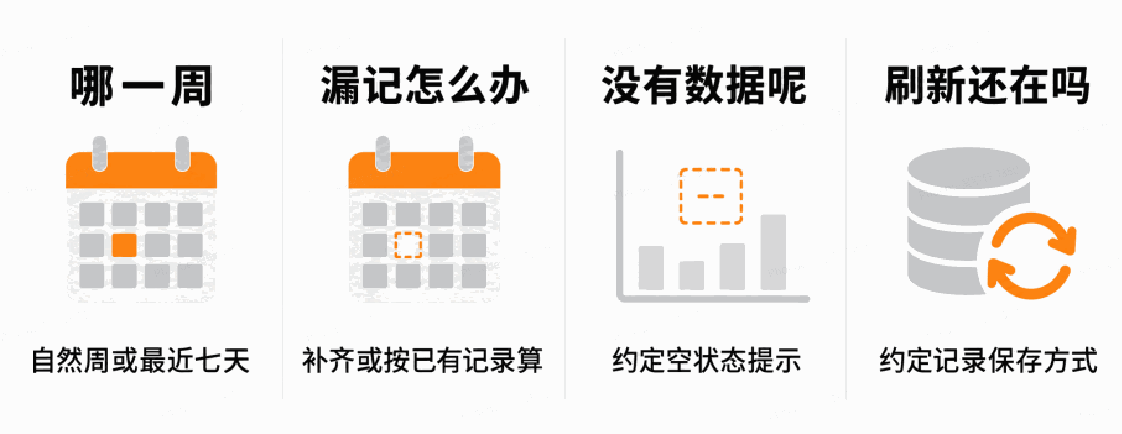 哪一周
漏记怎么办
没有数据呢
刷新还在吗
自然周或最近七天
补齐或按已有记录算
约定空状态提示
约定记录保存方式